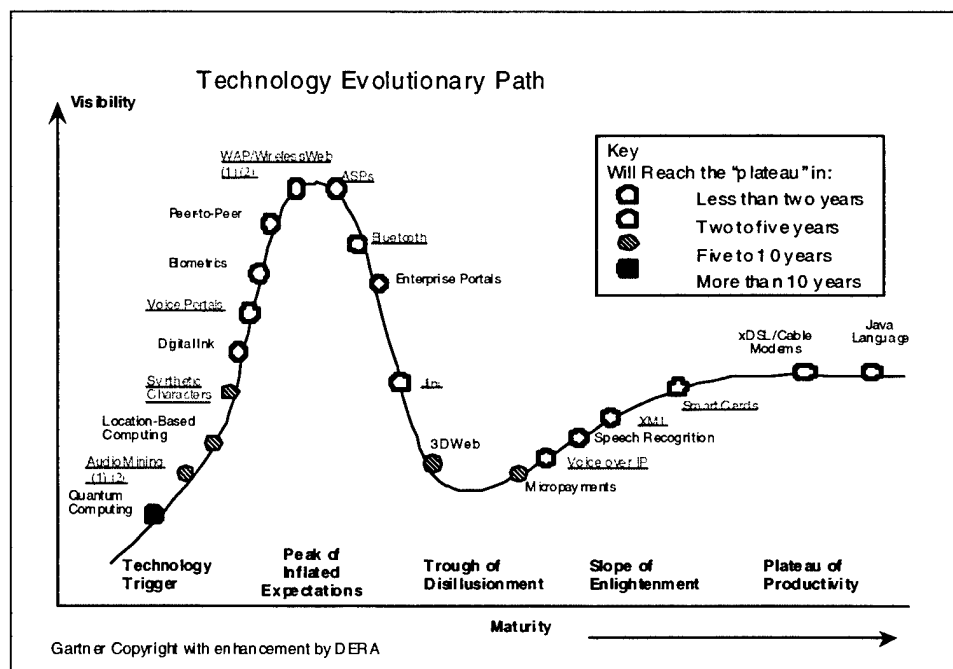 Technology Evolutionary Path
Visibility
WAP/Wireless Web
(1) (2)
ASPs
Key
Will Reach the "plateau" in:
Less than two years
Two to five years
Five to 10 years
More than 10 years
Peer-to-Peer
Bluetooth
Biometrics
Enterprise Portals
Voice Portals
Digital Ink
xDSL/Cable
Modems
Java
Language
Synthetic
Characters
Jini
Smart Cards
Location-Based
Computing
XML
3D Web
Speech Recognition
Audio Mining
(1) (2)
Voice over IP
Quantum
Computing
Micropayments
Technology
Trigger
Peak of
Inflated
Expectations
Trough of
Disillusionment
Slope of
Enlightenment
Plateau of
Productivity
Maturity
Gartner Copyright with enhancement by DERA